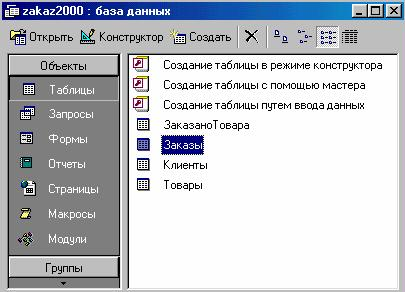 zakaz2000 : база данных
Открыть Конструктор Создать
Объекты
Таблицы
Запросы
Формы
Отчеты
Страницы
Макросы
Модули
Группы
Создание таблицы в режиме конструктора
Создание таблицы с помощью мастера
Создание таблицы путем ввода данных
ЗаказаноТовара
Заказы
Клиенты
Товары